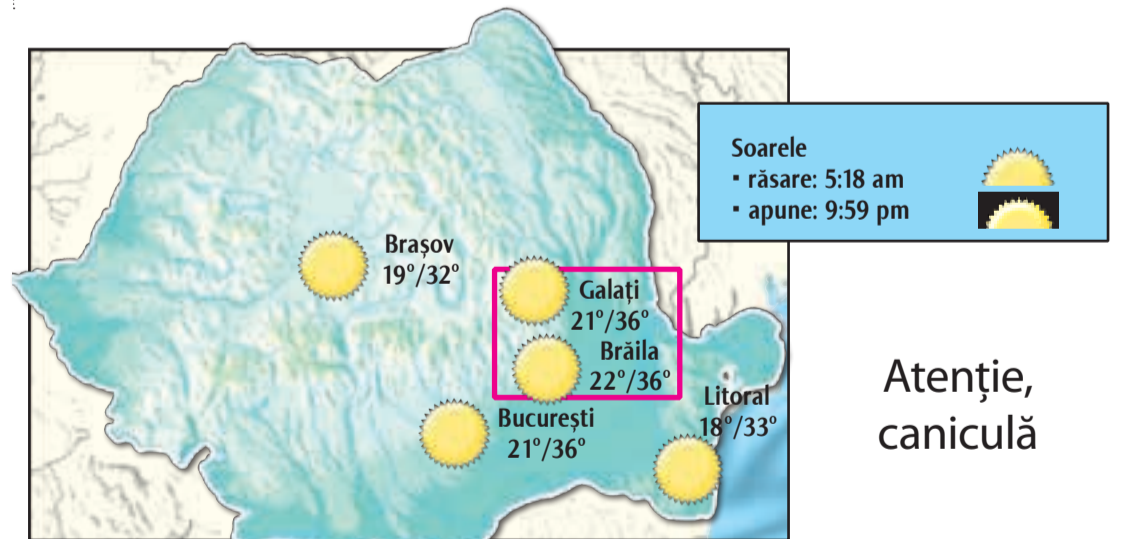 Soarele
▪ răsare: 5:18 am
▪ apune: 9:59 pm
Brașov
19°/32°
Galați
21°/36°
Brăila
22°/36°
Litoral
18°/33°
București
21°/36°
Atenție,
caniculă